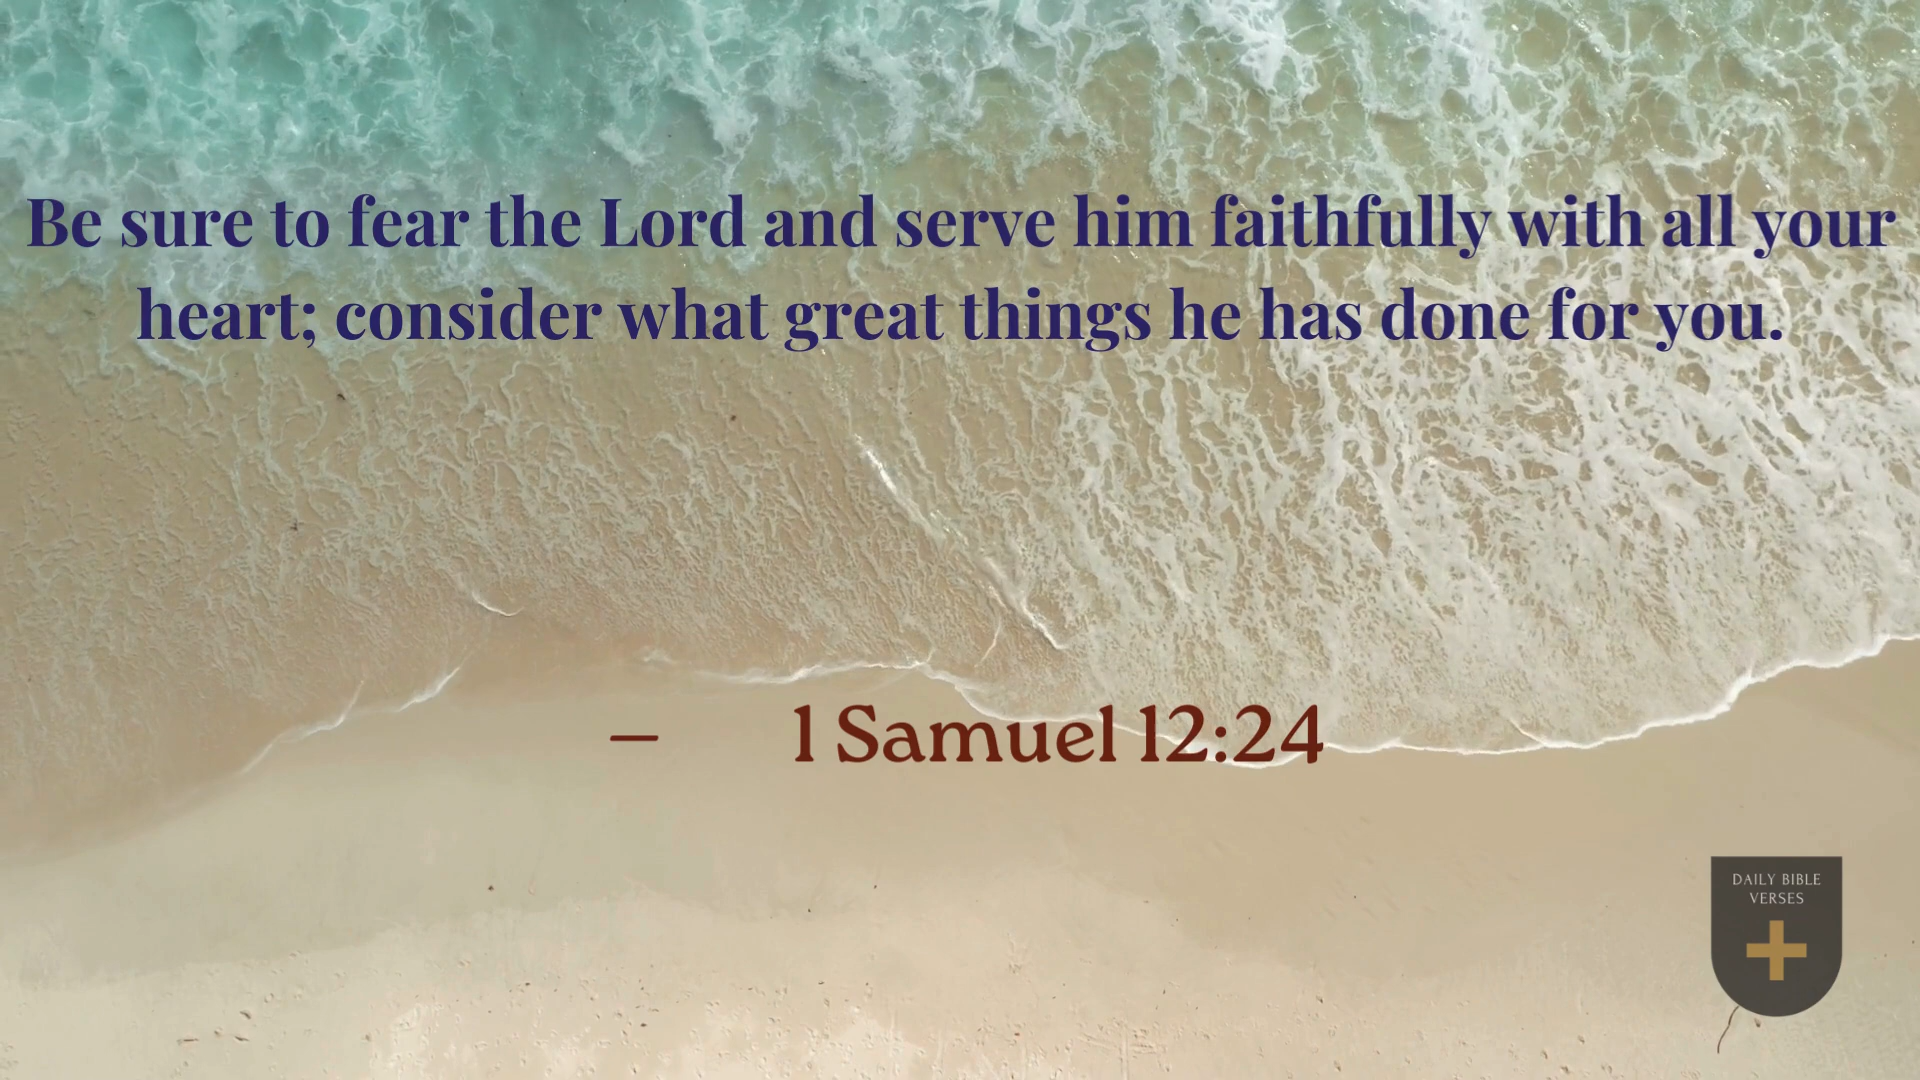 Be sure to fear the Lord and serve him faithfully with all your
heart; consider what great things he has done for you.
– 1 Samuel 12:24
DAILY BIBLE
VERSES